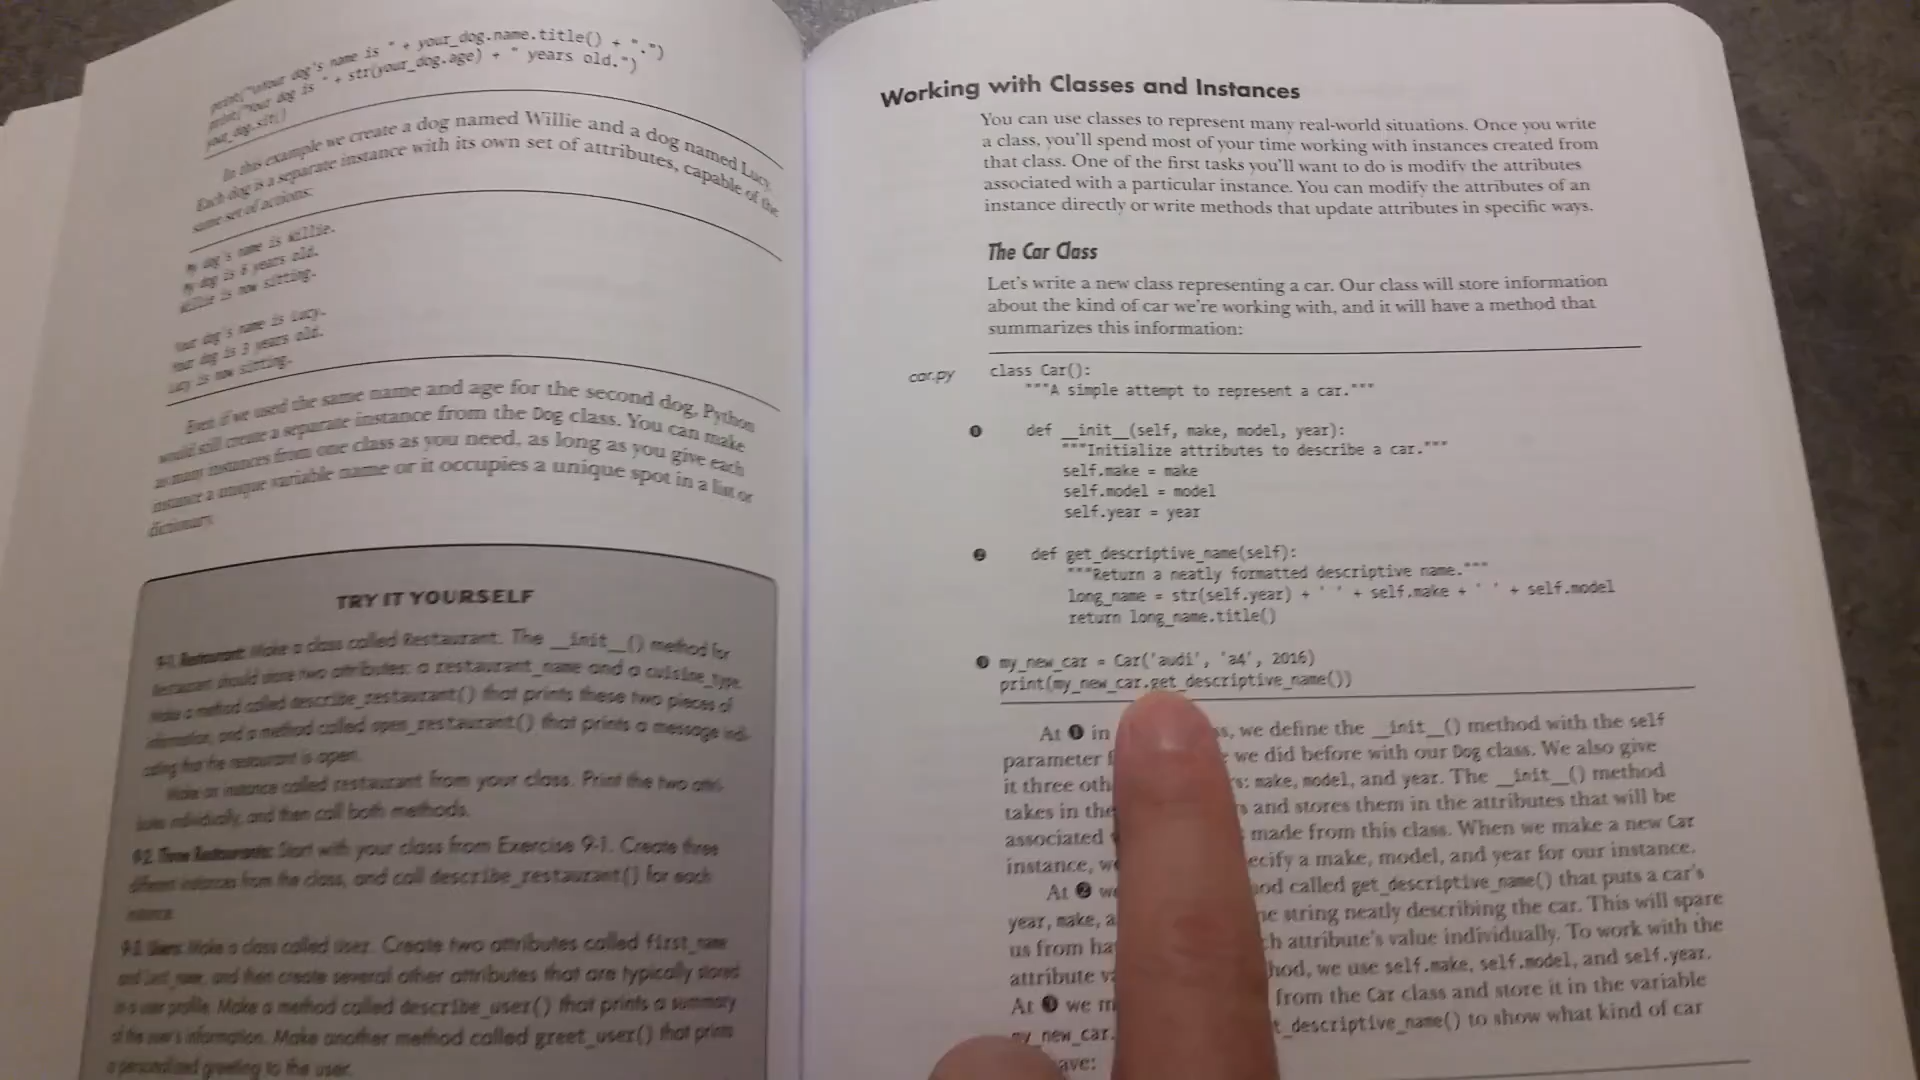 print("\nYour dog's name is " + your_dog.name.title() + ".")
print("Your dog is " + str(your_dog.age) + " years old.")
your_dog.sit()
In this example we create a dog named Willie and a dog named Lucy.
Each dog is a separate instance with its own set of attributes, capable of the
same set of actions:
My dog's name is Willie.
My dog is 6 years old.
Willie is now sitting.
Your dog's name is Lucy.
Your dog is 3 years old.
Lucy is now sitting.
Even if we used the same name and age for the second dog, Python
would still create a separate instance from the Dog class. You can make
as many instances from one class as you need, as long as you give each
instance a unique variable name or it occupies a unique spot in a list or
dictionary.
TRY IT YOURSELF
9-1. Restaurant: Make a class called Restaurant. The __init__() method for
Restaurant should store two attributes: a restaurant_name and a cuisine_type.
Make a method called describe_restaurant() that prints these two pieces of
information, and a method called open_restaurant() that prints a message indi-
cating that the restaurant is open.
Make an instance called restaurant from your class. Print the two attri-
butes individually, and then call both methods.
9-2. Three Restaurants: Start with your class from Exercise 9-1. Create three
different instances from the class, and call describe_restaurant() for each
instance.
9-3. Users: Make a class called User. Create two attributes called first_name
and last_name, and then create several other attributes that are typically stored
in a user profile. Make a method called describe_user() that prints a summary
of the user's information. Make another method called greet_user() that prints
a personalized greeting to the user.
Working with Classes and Instances
You can use classes to represent many real-world situations. Once you write
a class, you'll spend most of your time working with instances created from
that class. One of the first tasks you'll want to do is modify the attributes
associated with a particular instance. You can modify the attributes of an
instance directly or write methods that update attributes in specific ways.
The Car Class
Let's write a new class representing a car. Our class will store information
about the kind of car we're working with, and it will have a method that
summarizes this information:
car.py class Car():
"""A simple attempt to represent a car."""
❶ def __init__(self, make, model, year):
"""Initialize attributes to describe a car."""
self.make = make
self.model = model
self.year = year
❷ def get_descriptive_name(self):
"""Return a neatly formatted descriptive name."""
long_name = str(self.year) + ' ' + self.make + ' ' + self.model
return long_name.title()
❸ my_new_car = Car('audi', 'a4', 2016)
print(my_new_car.get_descriptive_name())
At ❶ in we define the __init__() method with the self
parameter we did before with our Dog class. We also give
it three make, model, and year. The __init__() method
takes in and stores them in the attributes that will be
associated made from this class. When we make a new Car
instance, make, model, and year for our instance.
At ❷ called get_descriptive_name() that puts a car's
year, make, string neatly describing the car. This will spare
us from attribute's value individually. To work with the
attribute we use self.make, self.model, and self.year.
At ❸ we from the Car class and store it in the variable
my_new_car. descriptive_name() to show what kind of car